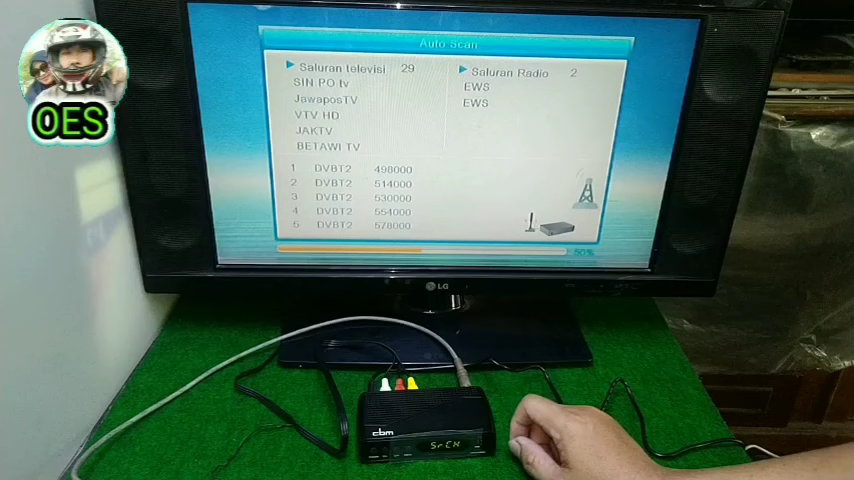 OES
Auto Scan
Saluran televisi 29
SIN PO tv
JawaposTV
VTV HD
JAKTV
BETAWI TV
Saluran Radio 2
EWS
EWS
1 DVBT2 498000
2 DVBT2 514000
3 DVBT2 530000
4 DVBT2 554000
5 DVBT2 578000
50%
LG
cbm
SrCH